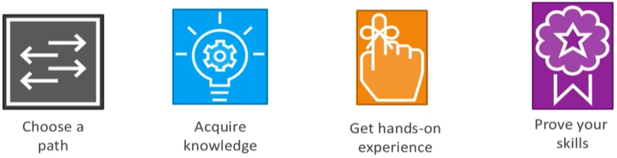 Choose a
path
Acquire
knowledge
Get hands-on
experience
Prove your
skills